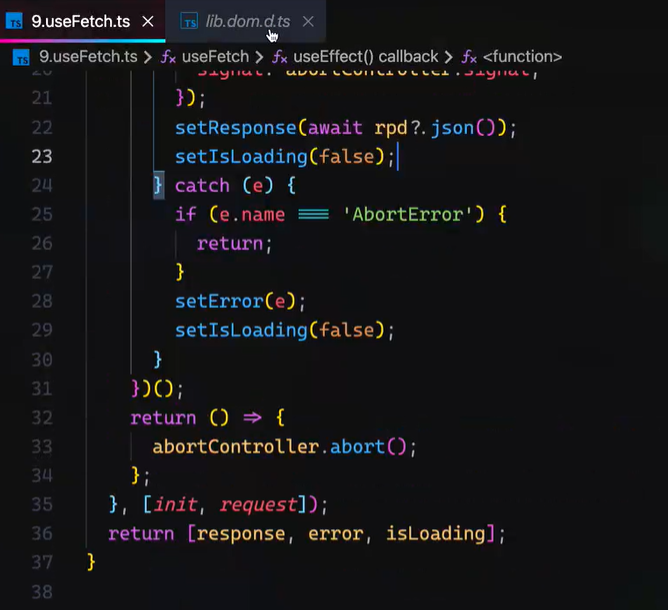 TS 9.useFetch.ts × TS lib.dom.d.ts ×
TS 9.useFetch.ts > fx useFetch > fx useEffect() callback > fx <function>
20 signal: abortController.signal,
21 });
22 setResponse(await rpd?.json());
23 setIsLoading(false);
24 } catch (e) {
25 if (e.name === 'AbortError') {
26 return;
27 }
28 setError(e);
29 setIsLoading(false);
30 }
31 })();
32 return () => {
33 abortController.abort();
34 };
35 }, [init, request]);
36 return [response, error, isLoading];
37 }
38